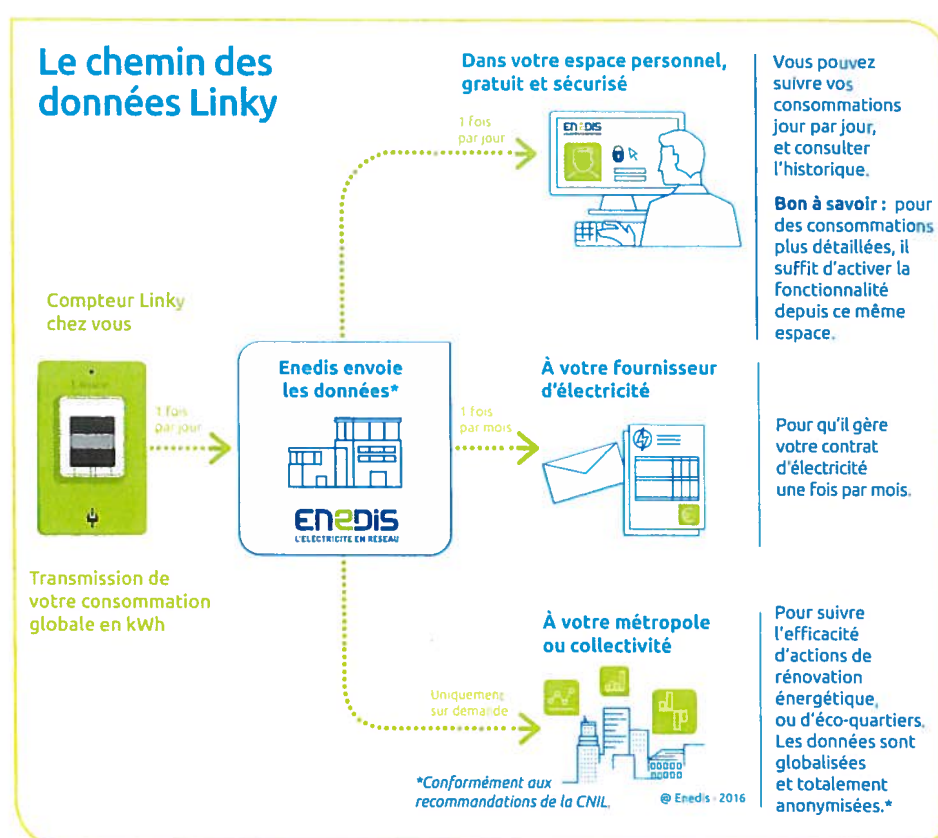 Le chemin des
données Linky
Dans votre espace personnel,
gratuit et sécurisé
1 fois
par jour
ENEDIS
Vous pouvez
suivre vos
consommations
jour par jour,
et consulter
l'historique.
Bon à savoir : pour
des consommations
plus détaillées, il
suffit d'activer la
fonctionnalité
depuis ce même
espace.
Compteur Linky
chez vous
Linky
1 fois
par jour
Enedis envoie
les données*
ENEDIS
L'ELECTRICITE EN RESEAU
1 fois
par mois
À votre fournisseur
d'électricité
€
Pour qu'il gère
votre contrat
d'électricité
une fois par mois.
Transmission de
votre consommation
globale en kWh
Uniquement
sur demande
À votre métropole
ou collectivité
Pour suivre
l'efficacité
d'actions de
rénovation
énergétique,
ou d'éco-quartiers.
Les données sont
globalisées
et totalement
anonymisées.*
*Conformément aux
recommandations de la CNIL.
@ Enedis - 2016